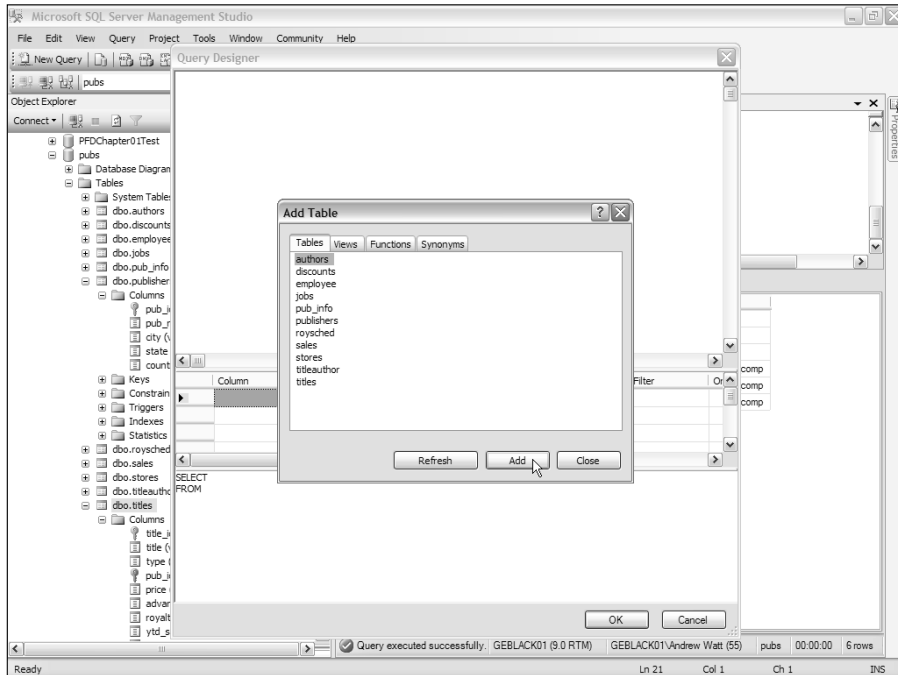 Microsoft SQL Server Management Studio
File Edit View Query Project Tools Window Community Help
New Query
Query Designer
pubs
Object Explorer
Connect
Properties
PFDChapter01Test
pubs
Database Diagran
Tables
System Table
dbo.authors
dbo.discounts
dbo.employee
dbo.jobs
dbo.pub_info
dbo.publisher
Columns
pub_i
pub_r
city (v
state
count
Keys
Constrain
Triggers
Indexes
Statistics
dbo.roysched
dbo.sales
dbo.stores
dbo.titleautho
dbo.titles
Columns
title_i
title (v
type (
pub_i
price
advar
royalt
ytd_s
Add Table
Tables Views Functions Synonyms
authors
discounts
employee
jobs
pub_info
publishers
roysched
sales
stores
titleauthor
titles
Refresh Add Close
Column Filter Or
comp
comp
comp
SELECT
FROM
OK Cancel
Query executed successfully. GEBLACK01 (9.0 RTM) GEBLACK01\Andrew Watt (55) pubs 00:00:00 6 rows
Ready Ln 21 Col 1 Ch 1 INS